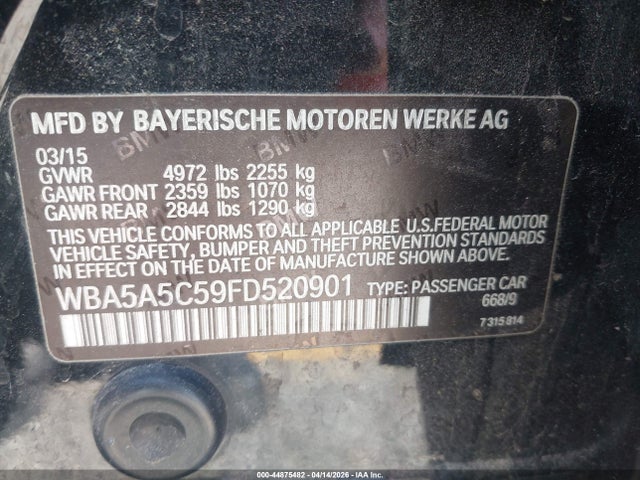 MFD BY BAYERISCHE MOTOREN WERKE AG
03/15
GVWR 4972 lbs 2255 kg
GAWR FRONT 2359 lbs 1070 kg
GAWR REAR 2844 lbs 1290 kg
THIS VEHICLE CONFORMS TO ALL APPLICABLE U.S.FEDERAL MOTOR
VEHICLE SAFETY, BUMPER AND THEFT PREVENTION STANDARDS
IN EFFECT ON THE DATE OF MANUFACTURE SHOWN ABOVE.
WBA5A5C59FD520901 TYPE: PASSENGER CAR
668/9
7 315 814
000-44875482 - 04/14/2026 - IAA Inc.